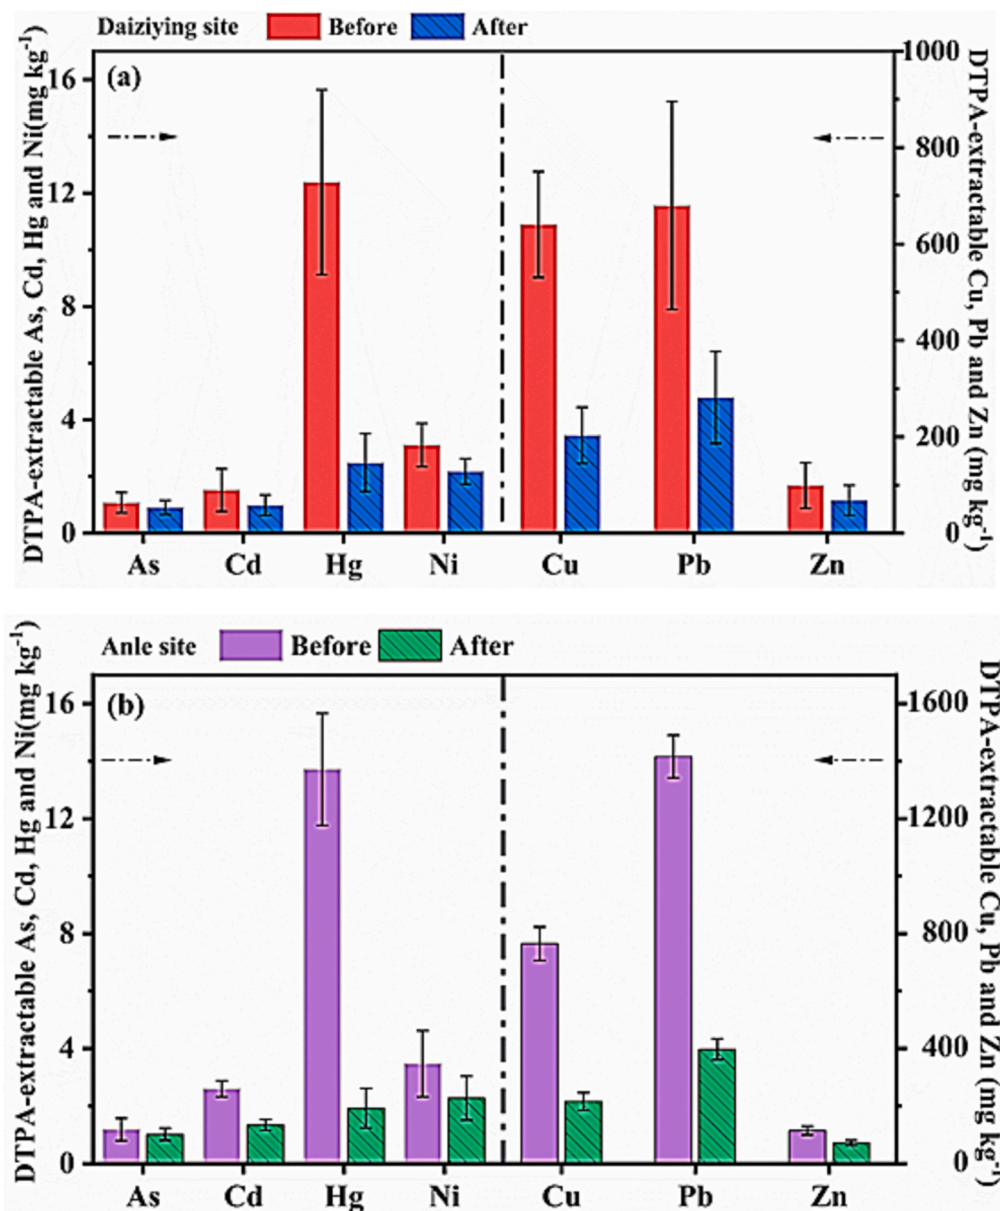 Daiziying site Before After
(a)
DTPA-extractable As, Cd, Hg and Ni(mg kg⁻¹)
16
12
8
4
0
As Cd Hg Ni Cu Pb Zn
1000
800
600
400
200
0
DTPA-extractable Cu, Pb and Zn (mg kg⁻¹)
Anle site Before After
(b)
DTPA-extractable As, Cd, Hg and Ni(mg kg⁻¹)
16
12
8
4
0
As Cd Hg Ni Cu Pb Zn
1600
1200
800
400
0
DTPA-extractable Cu, Pb and Zn (mg kg⁻¹)